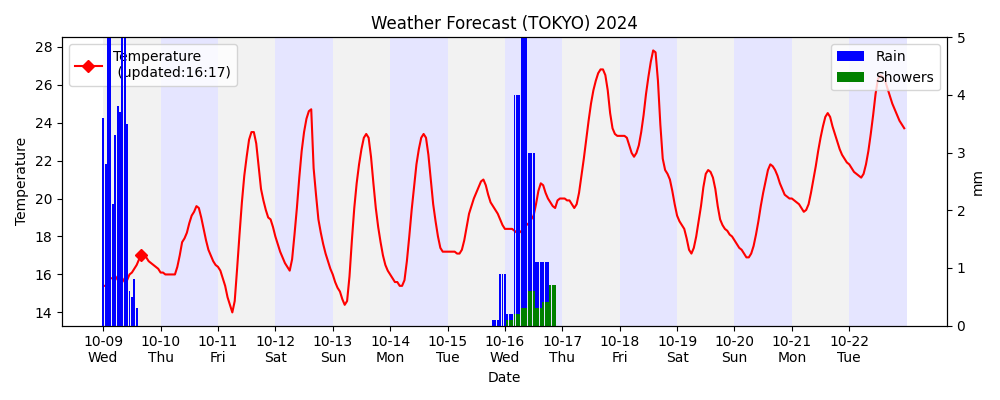 Weather Forecast (TOKYO) 2024
Temperature
(updated:16:17)
Rain
Showers
28
26
24
22
20
18
16
14
Temperature
5
4
3
2
1
0
mm
10-09 10-10 10-11 10-12 10-13 10-14 10-15 10-16 10-17 10-18 10-19 10-20 10-21 10-22
Wed Thu Fri Sat Sun Mon Tue Wed Thu Fri Sat Sun Mon Tue
Date